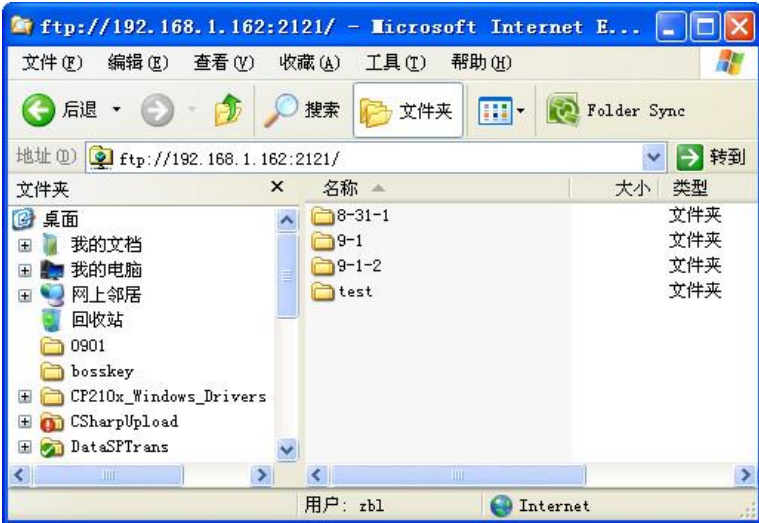 ftp://192.168.1.162:2121/ - Microsoft Internet E...
文件(F) 编辑(E) 查看(V) 收藏(A) 工具(T) 帮助(H)
后退 搜索 文件夹 Folder Sync
地址(D) ftp://192.168.1.162:2121/ 转到
文件夹 x 名称 大小 类型
桌面
我的文档
我的电脑
网上邻居
回收站
0901
bosskey
CP210x_Windows_Drivers
CSharpUpload
DataSPTrans
8-31-1 文件夹
9-1 文件夹
9-1-2 文件夹
test 文件夹
用户: zbl Internet